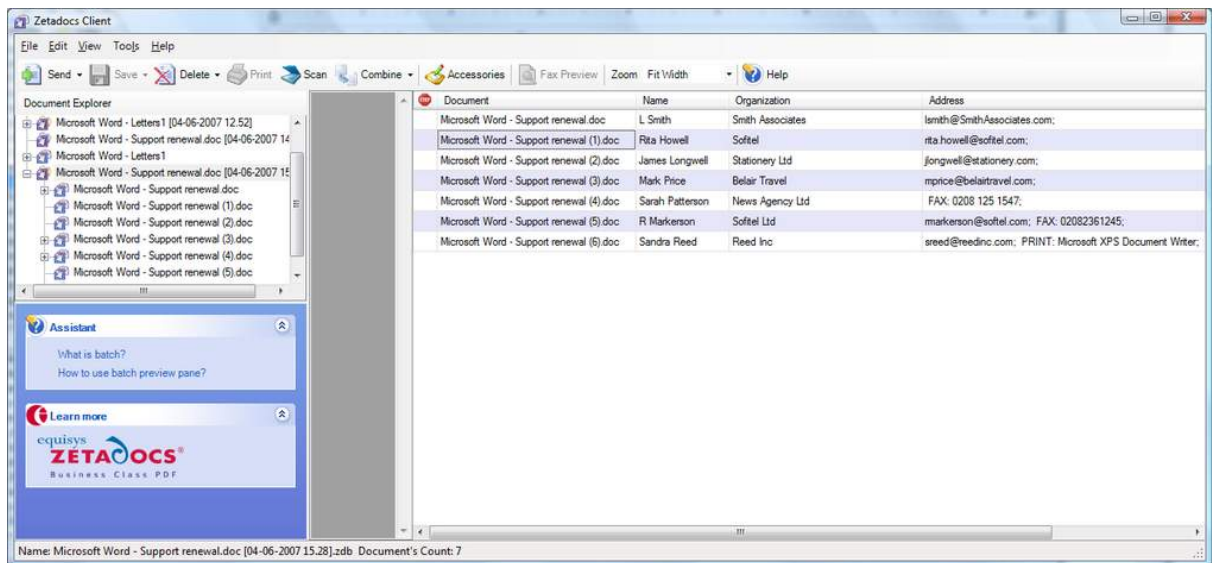 Zetadocs Client
File Edit View Tools Help
Send Save Delete Print Scan Combine Accessories Fax Preview Zoom Fit Width Help
Document Explorer
Microsoft Word - Letters1 [04-06-2007 12.52]
Microsoft Word - Support renewal.doc [04-06-2007 14
Microsoft Word - Letters1
Microsoft Word - Support renewal.doc [04-06-2007 15
Microsoft Word - Support renewal.doc
Microsoft Word - Support renewal (1).doc
Microsoft Word - Support renewal (2).doc
Microsoft Word - Support renewal (3).doc
Microsoft Word - Support renewal (4).doc
Microsoft Word - Support renewal (5).doc
Assistant
What is batch?
How to use batch preview pane?
Learn more
equisys
ZETADOCS®
Business Class PDF
Document Name Organization Address
Microsoft Word - Support renewal.doc L Smith Smith Associates lsmith@SmithAssociates.com;
Microsoft Word - Support renewal (1).doc Rita Howell Sofitel rita.howell@sofitel.com;
Microsoft Word - Support renewal (2).doc James Longwell Stationery Ltd jlongwell@stationery.com;
Microsoft Word - Support renewal (3).doc Mark Price Belair Travel mprice@belairtravel.com;
Microsoft Word - Support renewal (4).doc Sarah Patterson News Agency Ltd FAX: 0208 125 1547;
Microsoft Word - Support renewal (5).doc R Markerson Softel Ltd rmarkerson@softel.com; FAX: 02082361245;
Microsoft Word - Support renewal (6).doc Sandra Reed Reed Inc sreed@reedinc.com; PRINT: Microsoft XPS Document Writer;
Name: Microsoft Word - Support renewal.doc [04-06-2007 15.28].zdb Document's Count: 7